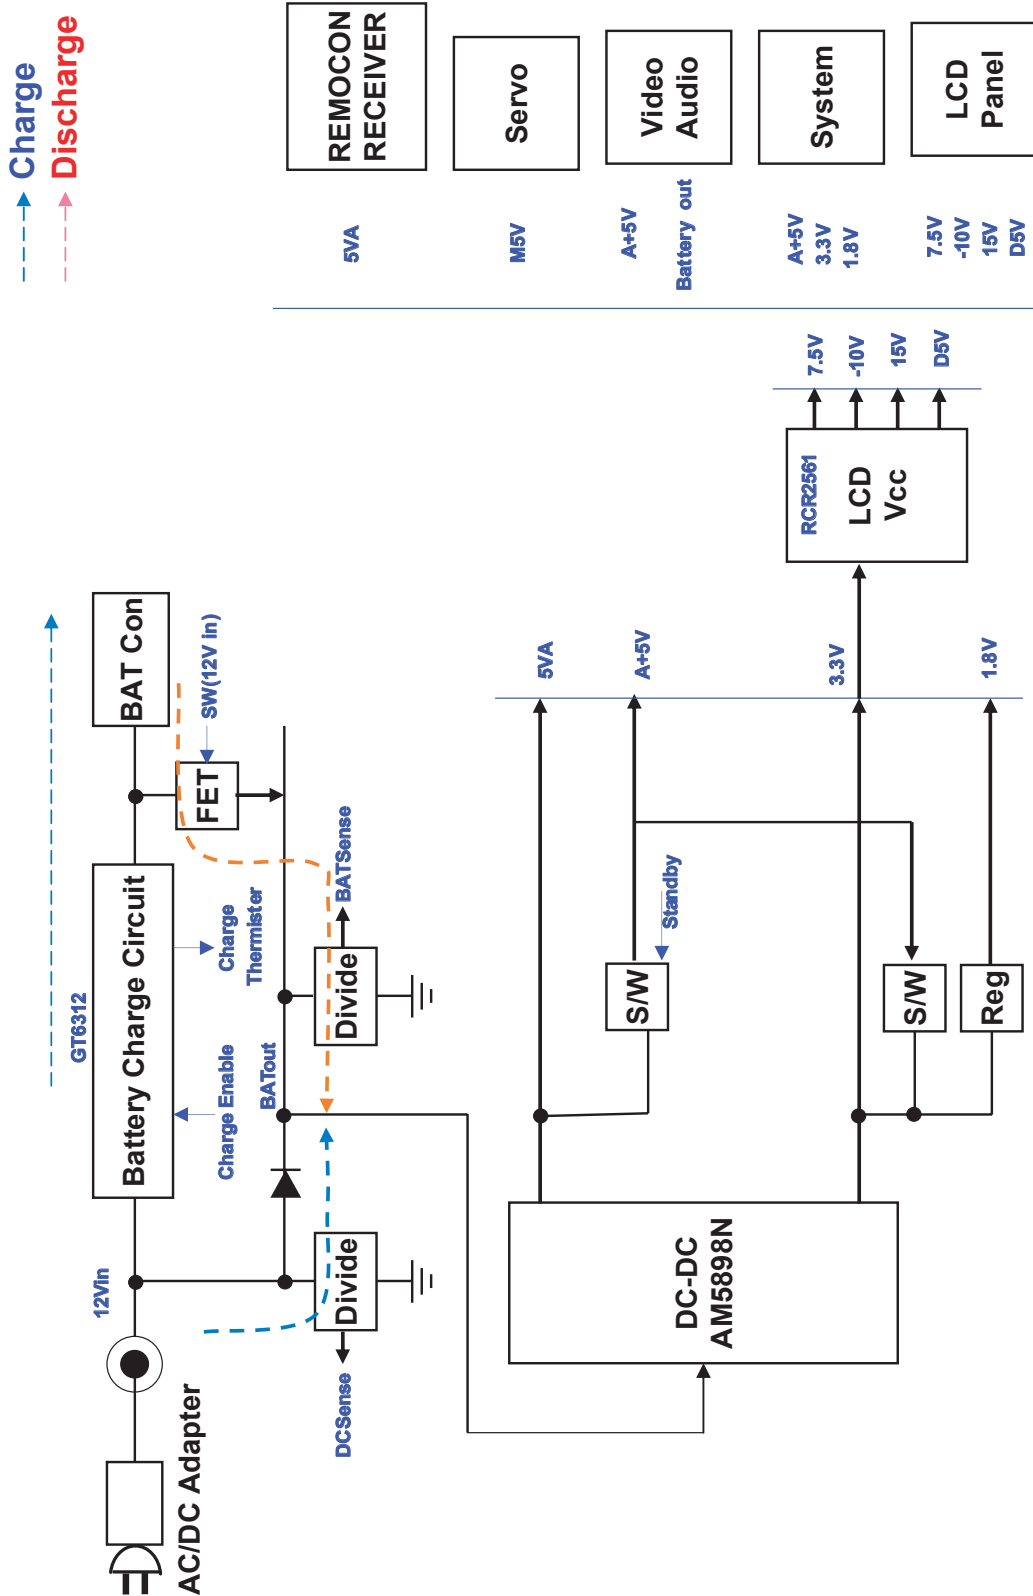 Charge
Discharge
GT6312
12Vin
Battery Charge Circuit
BAT Con
AC/DC Adapter
Charge Enable
Charge
Thermister
FET
SW(12V in)
BATout
Divide
DCSense
Divide
BATSense
DC-DC
AM5898N
S/W
Standby
S/W
Reg
5VA
A+5V
3.3V
1.8V
RCR2561
LCD
Vcc
7.5V
-10V
15V
D5V
5VA
REMOCON
RECEIVER
M5V
Servo
A+5V
Battery out
Video
Audio
A+5V
3.3V
1.8V
System
7.5V
-10V
15V
D5V
LCD
Panel